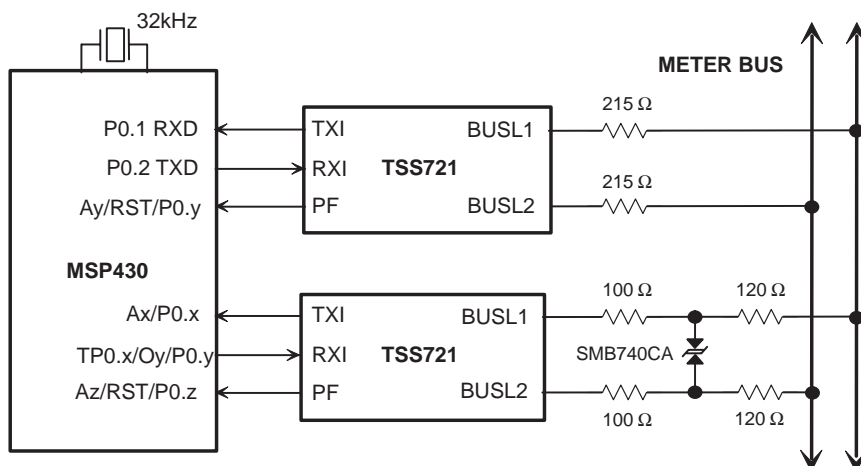 32kHz
METER BUS
215 Ω
P0.1 RXD
TXI
BUSL1
P0.2 TXD
RXI
TSS721
215 Ω
Ay/RST/P0.y
PF
BUSL2
MSP430
100 Ω
120 Ω
Ax/P0.x
TXI
BUSL1
TP0.x/Oy/P0.y
RXI
TSS721
SMB740CA
Az/RST/P0.z
PF
BUSL2
100 Ω
120 Ω